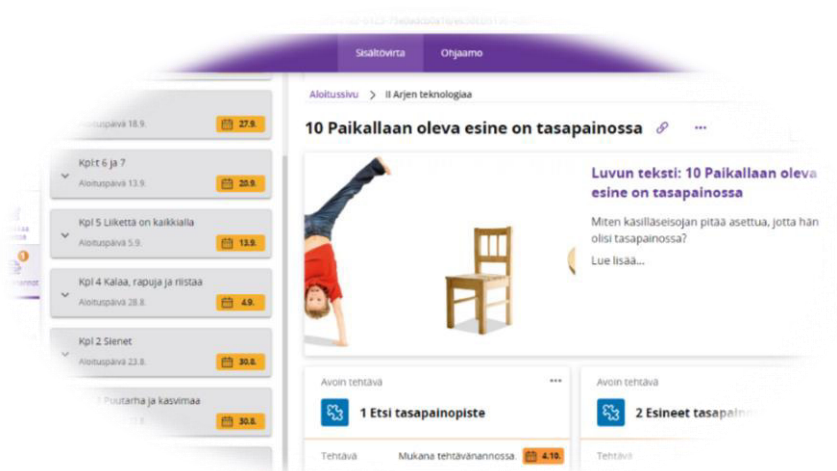 Sisältövirta
Ohjaamo
Aloituspäivä 18.9.
27.9.
Kpl:t 6 ja 7
Aloituspäivä 13.9.
20.9.
Kpl 5 Liikettä on kaikkialla
Aloituspäivä 5.9.
13.9.
Kpl 4 Kalaa, rapuja ja riistaa
Aloituspäivä 28.8.
4.9.
Kpl 2 Sienet
Aloituspäivä 23.8.
30.8.
Puutarha ja kasvimaa
30.8.
Aloitussivu > II Arjen teknologiaa
10 Paikallaan oleva esine on tasapainossa
Luvun teksti: 10 Paikallaan oleva
esine on tasapainossa
Miten käsilläseisojan pitää asettua, jotta hän
olisi tasapainossa?
Lue lisää...
Avoin tehtävä
1 Etsi tasapainopiste
Tehtävä
Mukana tehtävänannossa.
4.10.
Avoin tehtävä
2 Esineet
Tehtävä